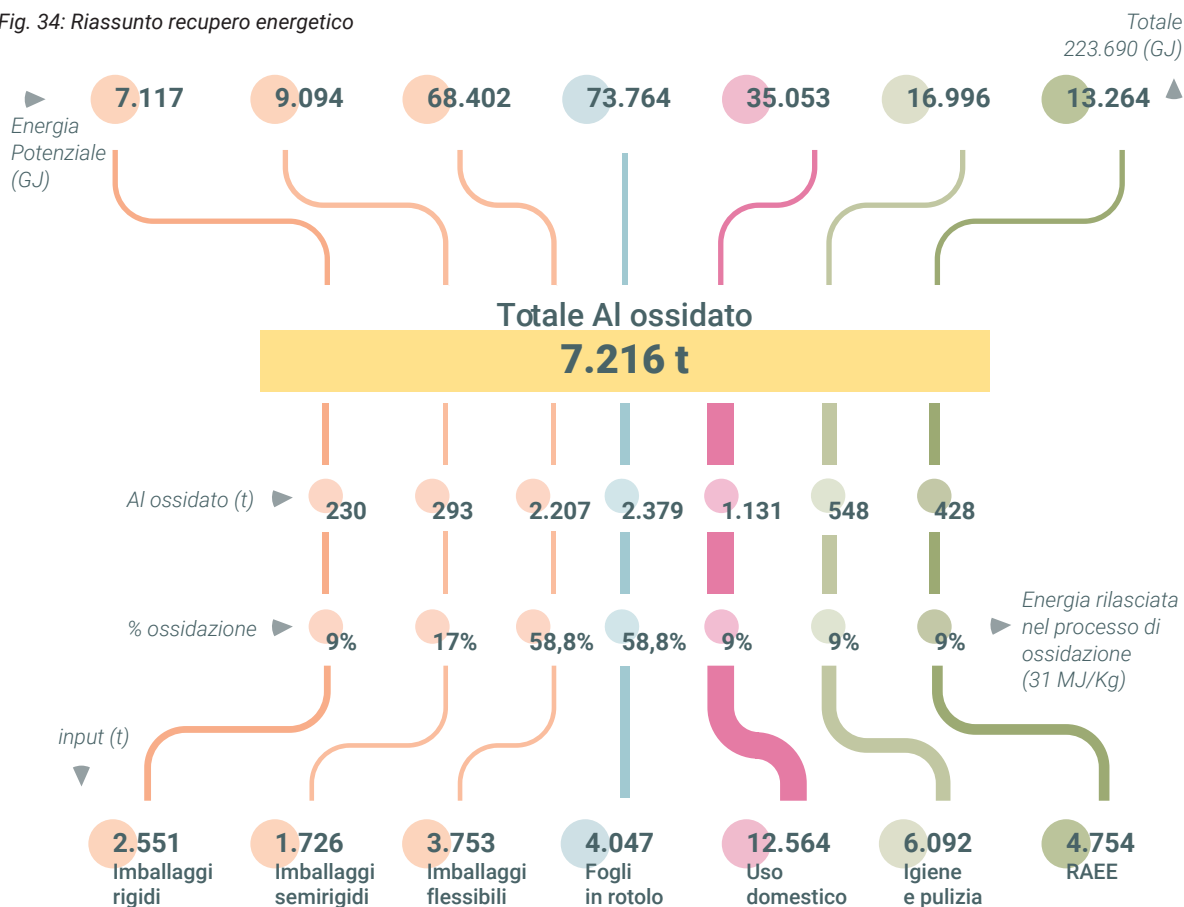 Fig. 34: Riassunto recupero energetico
Totale
223.690 (GJ)
7.117 9.094 68.402 73.764 35.053 16.996 13.264
Energia
Potenziale
(GJ)
Totale Al ossidato
7.216 t
Al ossidato (t) 230 293 2.207 2.379 1.131 548 428
% ossidazione 9% 17% 58,8% 58,8% 9% 9% 9%
Energia rilasciata
nel processo di
ossidazione
(31 MJ/Kg)
input (t)
2.551 1.726 3.753 4.047 12.564 6.092 4.754
Imballaggi Imballaggi Imballaggi Fogli Uso Igiene RAEE
rigidi semirigidi flessibili in rotolo domestico e pulizia